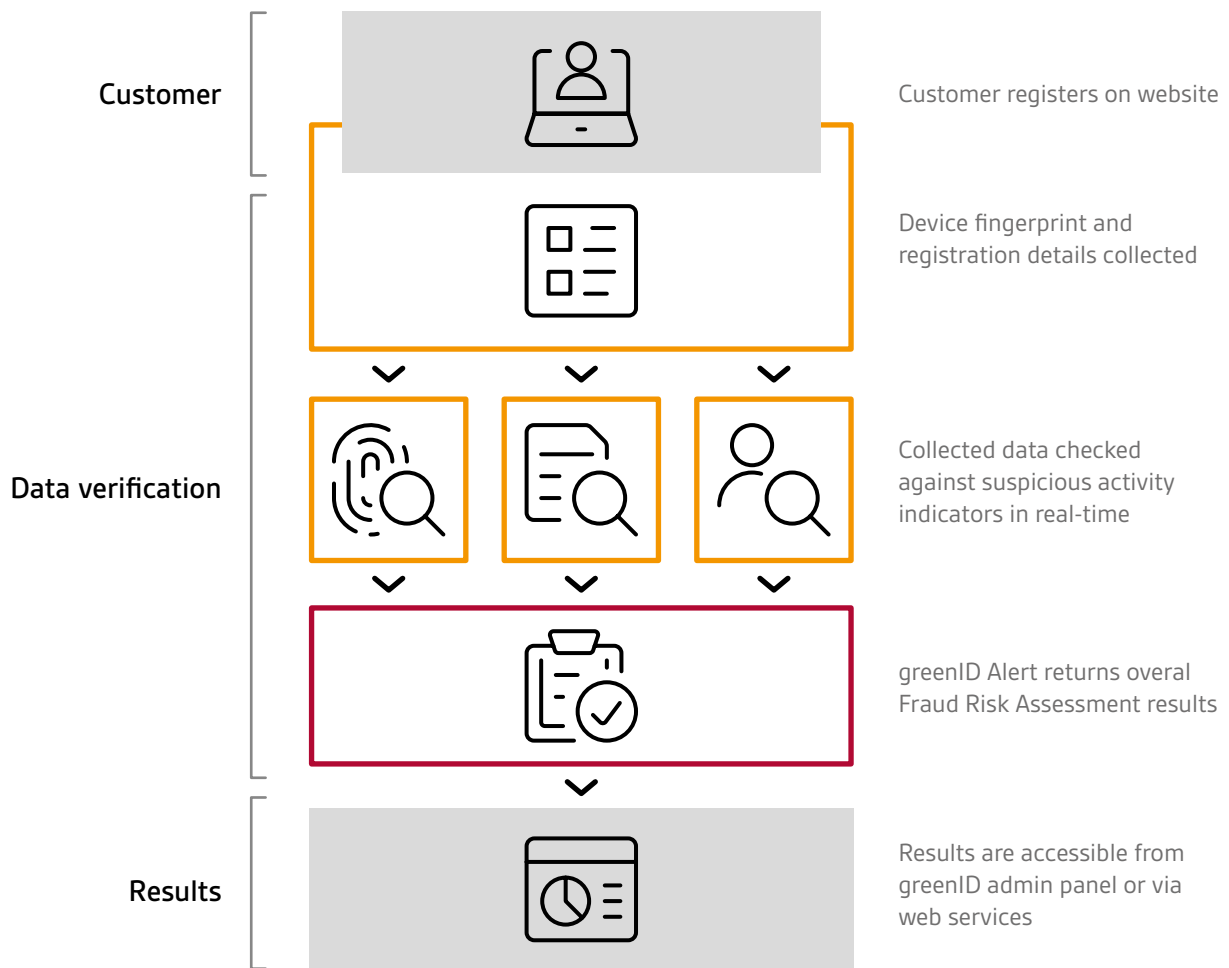 Customer
Customer registers on website
Device fingerprint and
registration details collected
Data verification
Collected data checked
against suspicious activity
indicators in real-time
greenID Alert returns overal
Fraud Risk Assessment results
Results
Results are accessible from
greenID admin panel or via
web services